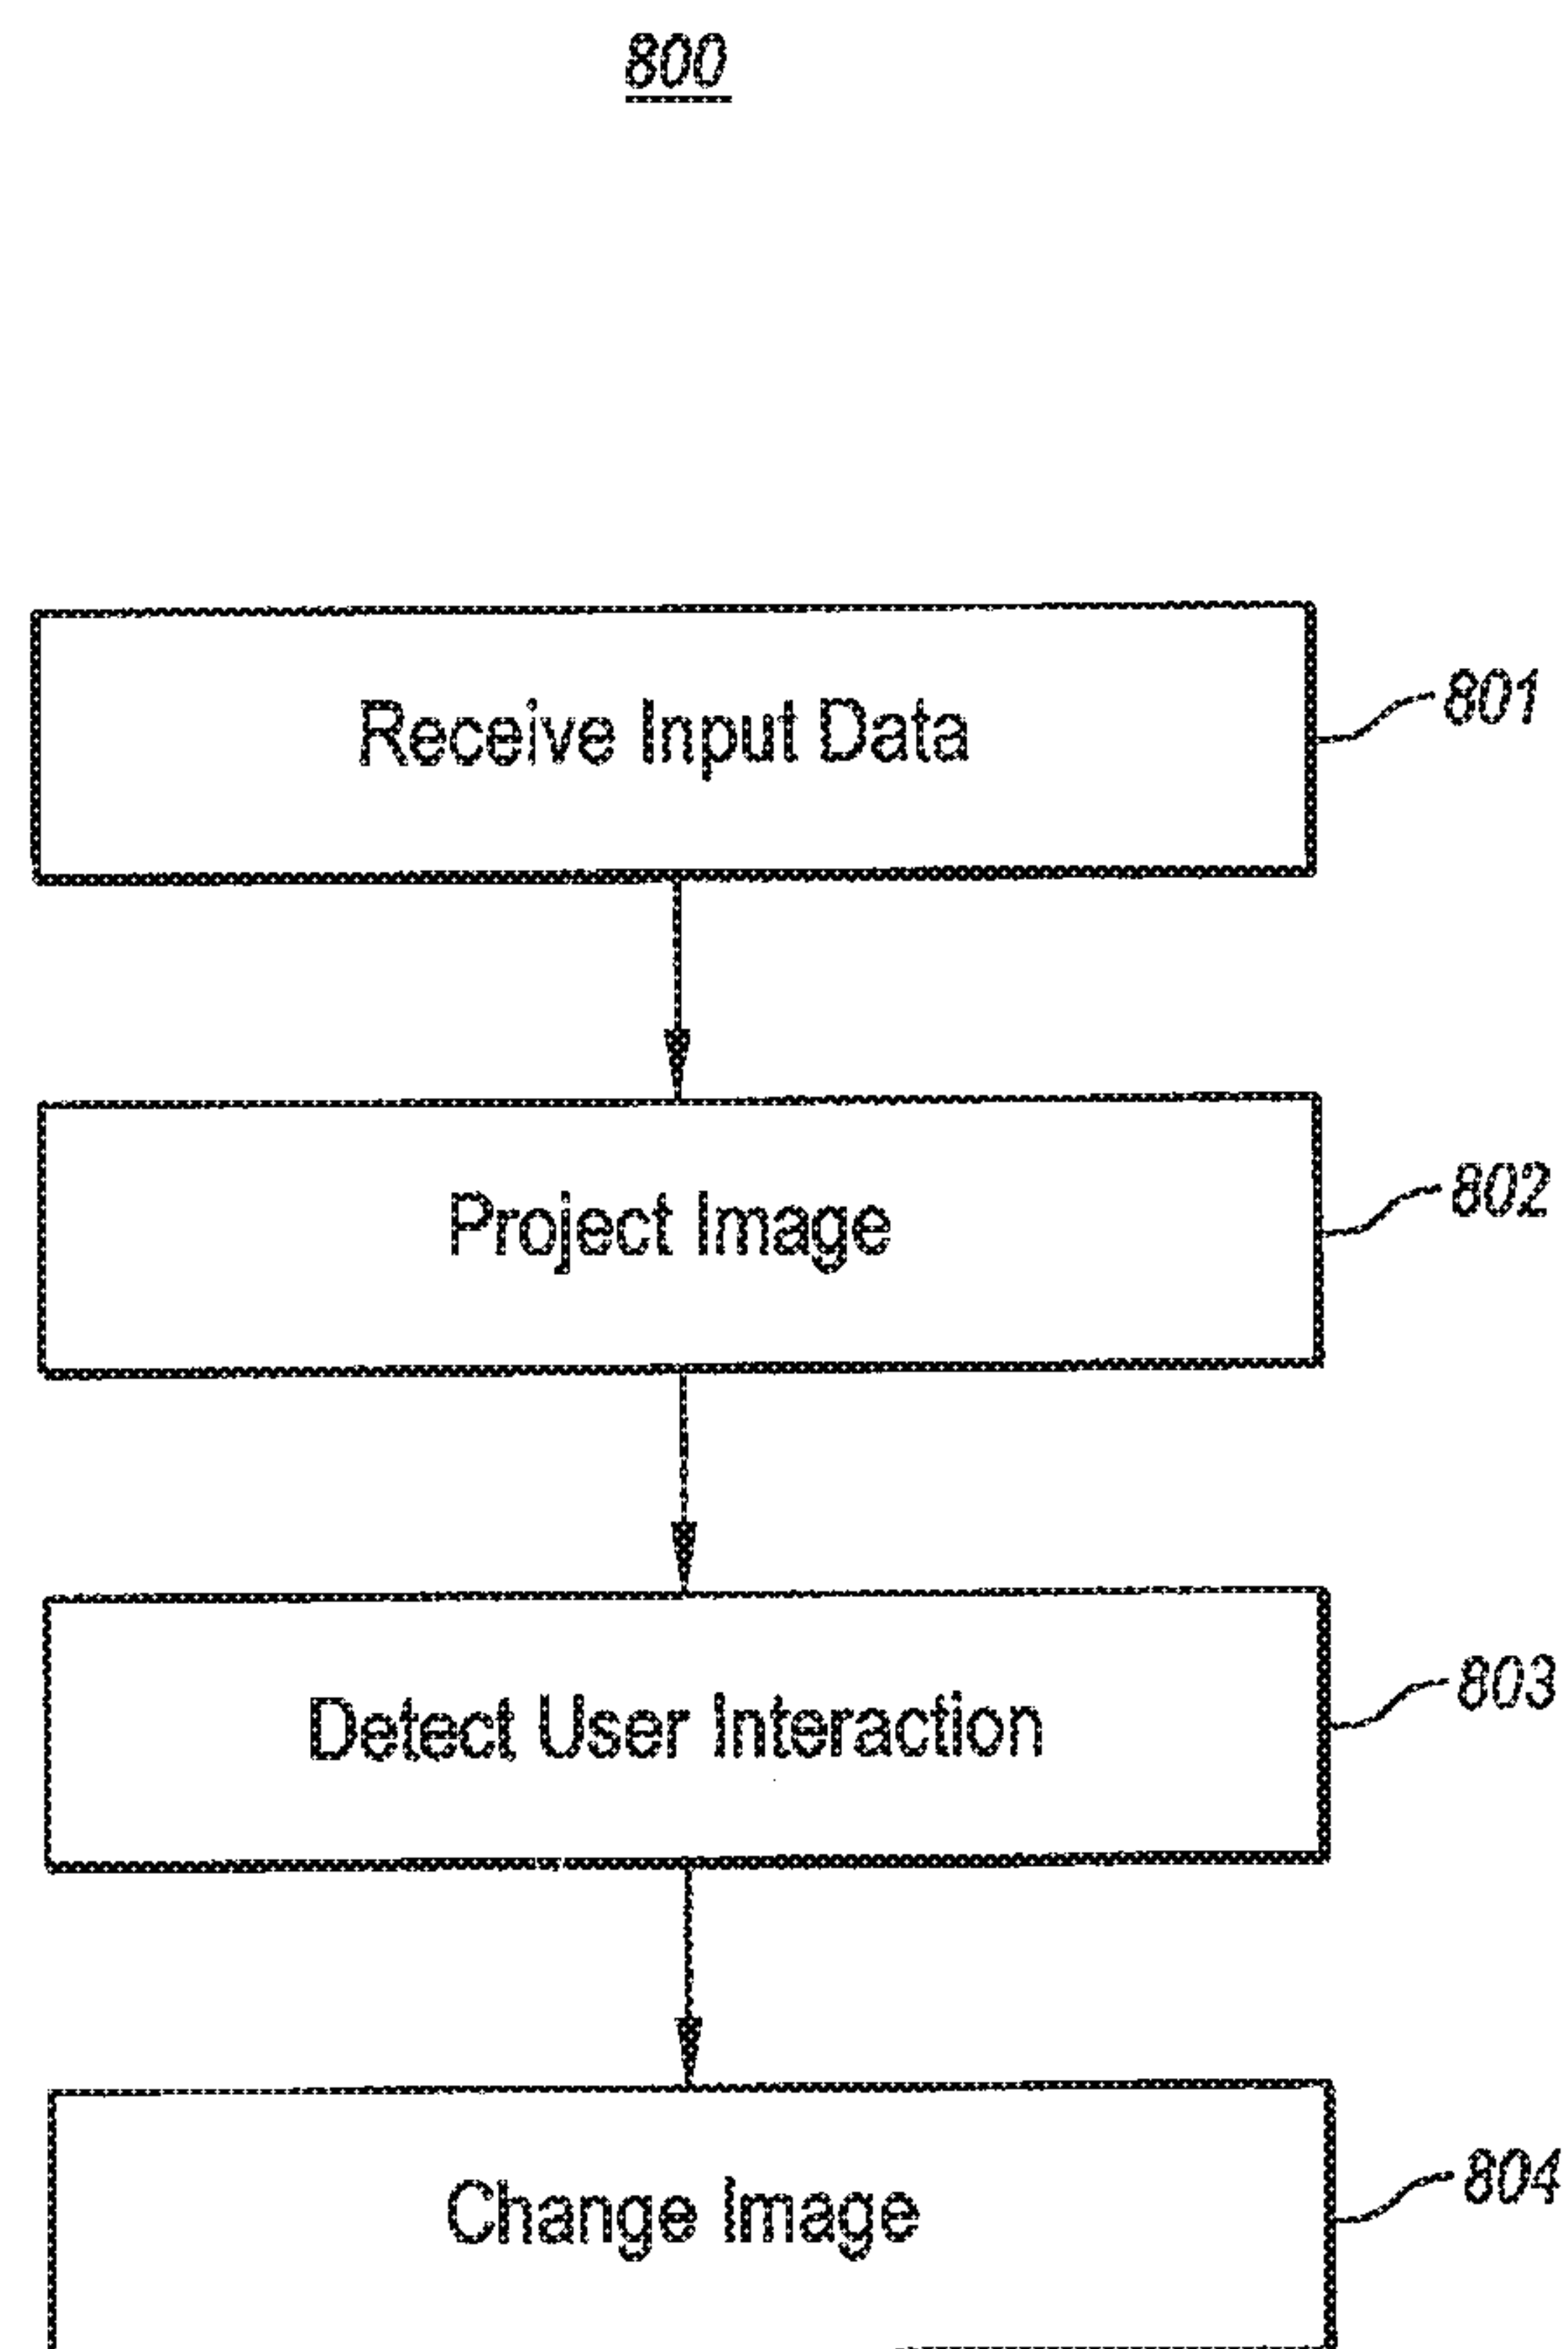 800
Receive Input Data
801
Project Image
802
Detect User Interaction
803
Change Image
804